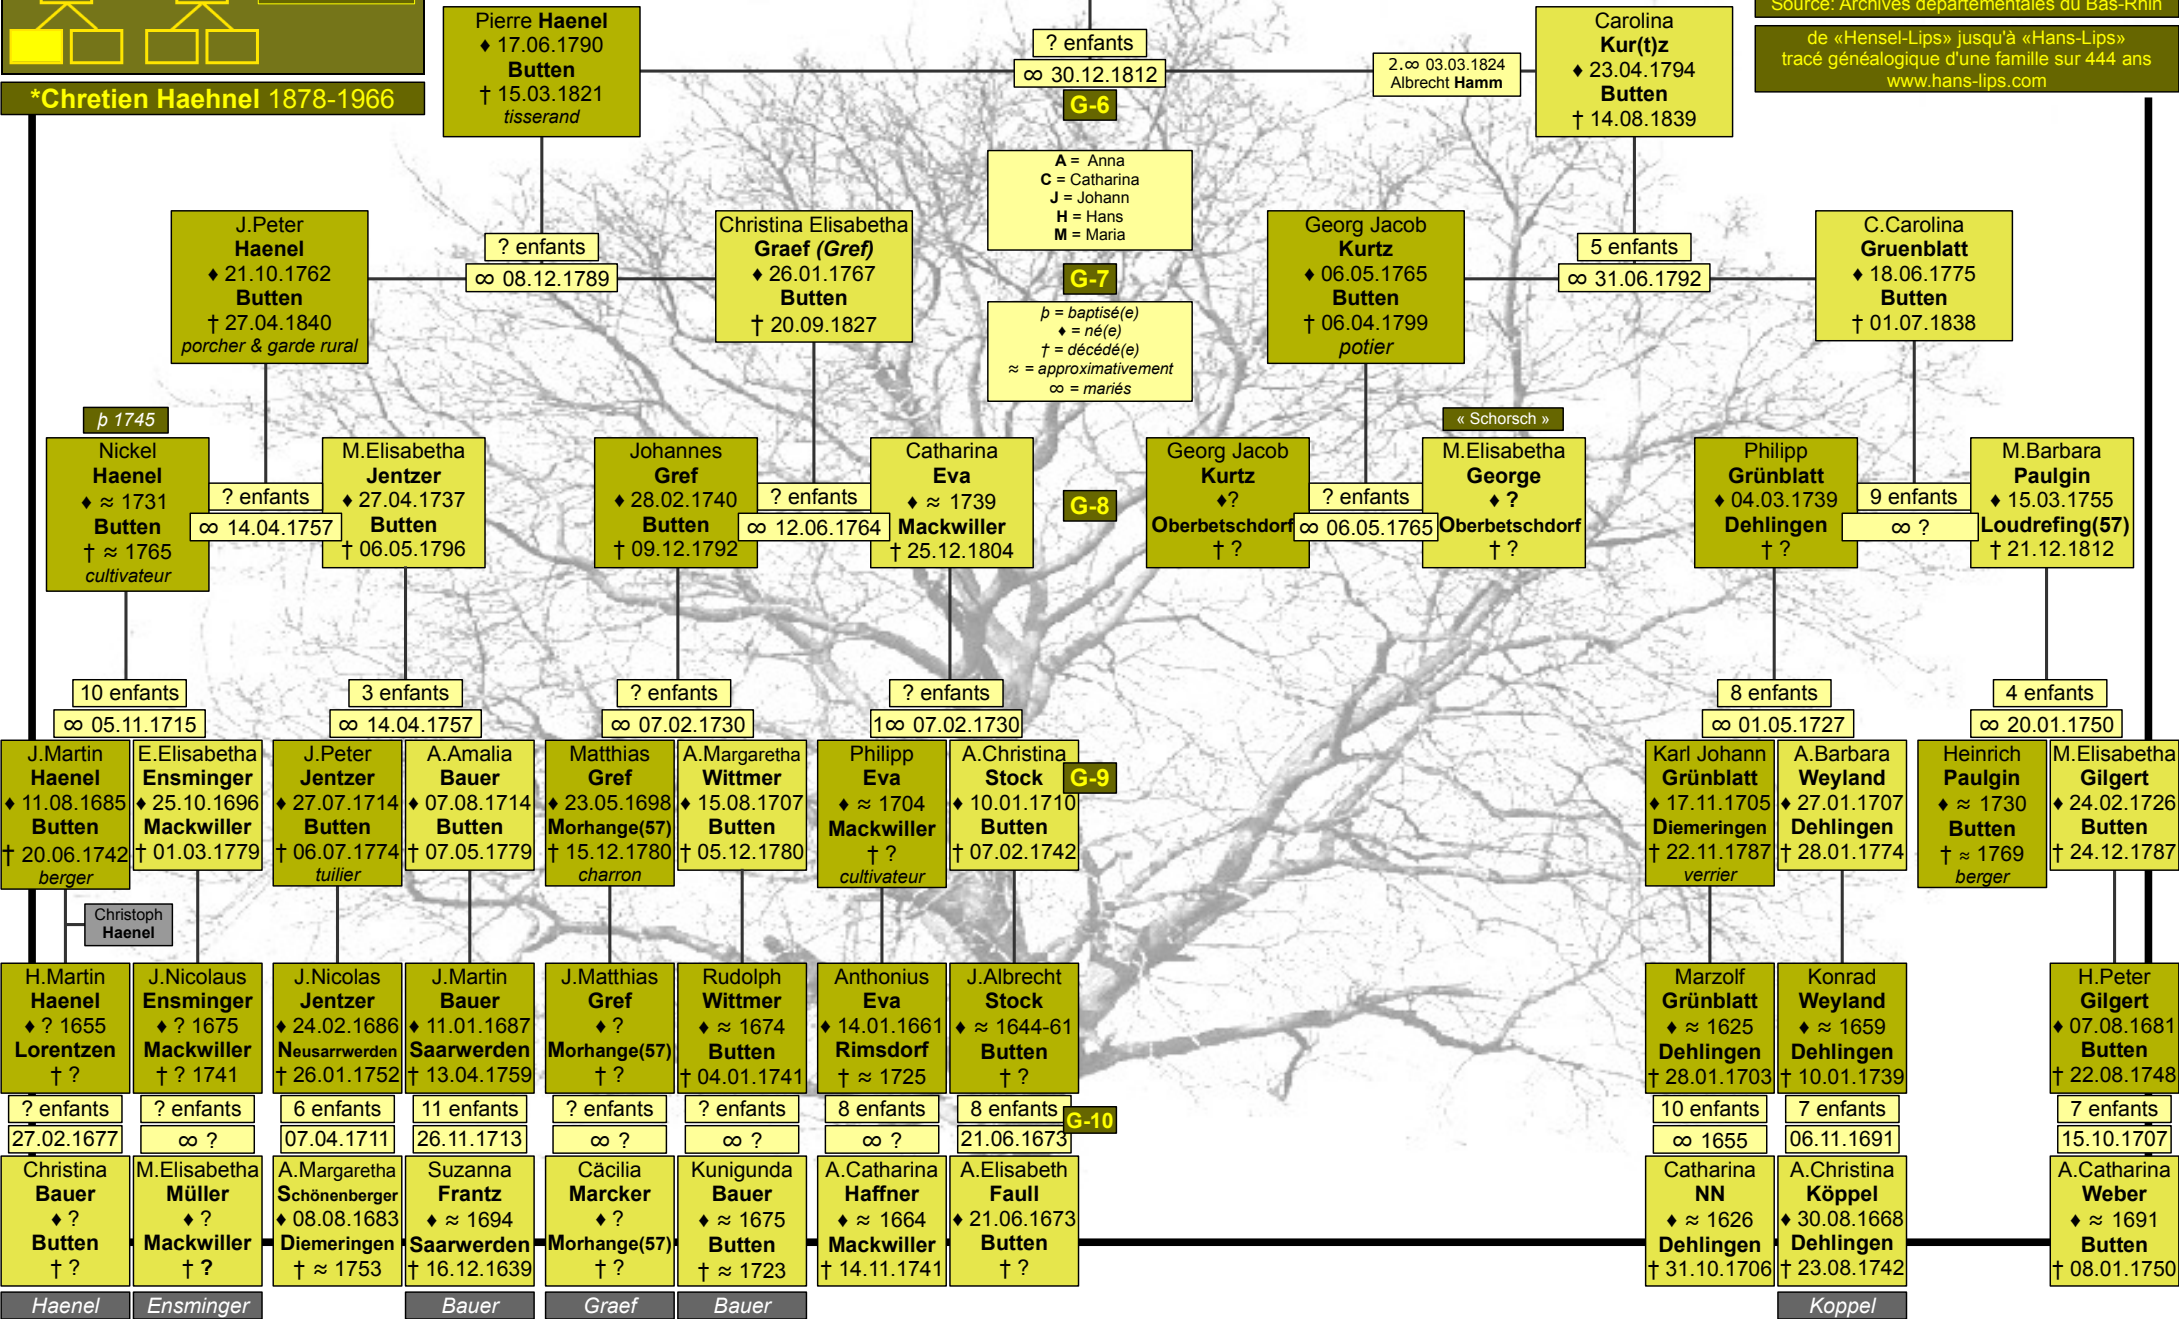 Source: Archives départementales du Bas-Rhin
de «Hensel-Lips» jusqu'à «Hans-Lips»
tracé généalogique d'une famille sur 444 ans
www.hans-lips.com
*Chretien Haehnel 1878-1966
Pierre Haenel
♦ 17.06.1790
Butten
† 15.03.1821
tisserand
? enfants
∞ 30.12.1812
G-6
2.∞ 03.03.1824
Albrecht Hamm
Carolina
Kur(t)z
♦ 23.04.1794
Butten
† 14.08.1839
A = Anna
C = Catharina
J = Johann
H = Hans
M = Maria
J.Peter
Haenel
♦ 21.10.1762
Butten
† 27.04.1840
porcher & garde rural
? enfants
∞ 08.12.1789
Christina Elisabetha
Graef (Gref)
♦ 26.01.1767
Butten
† 20.09.1827
G-7
þ = baptisé(e)
♦ = né(e)
† = décédé(e)
≈ = approximativement
∞ = mariés
Georg Jacob
Kurtz
♦ 06.05.1765
Butten
† 06.04.1799
potier
5 enfants
∞ 31.06.1792
C.Carolina
Gruenblatt
♦ 18.06.1775
Butten
† 01.07.1838
þ 1745
Nickel
Haenel
♦ ≈ 1731
Butten
† ≈ 1765
cultivateur
? enfants
∞ 14.04.1757
M.Elisabetha
Jentzer
♦ 27.04.1737
Butten
† 06.05.1796
Johannes
Gref
♦ 28.02.1740
Butten
† 09.12.1792
? enfants
∞ 12.06.1764
Catharina
Eva
♦ ≈ 1739
Mackwiller
† 25.12.1804
G-8
Georg Jacob
Kurtz
♦?
Oberbetschdorf
† ?
? enfants
∞ 06.05.1765
« Schorsch »
M.Elisabetha
George
♦ ?
Oberbetschdorf
† ?
Philipp
Grünblatt
♦ 04.03.1739
Dehlingen
† ?
9 enfants
∞ ?
M.Barbara
Paulgin
♦ 15.03.1755
Loudrefing(57)
† 21.12.1812
10 enfants
∞ 05.11.1715
3 enfants
∞ 14.04.1757
? enfants
∞ 07.02.1730
? enfants
1∞ 07.02.1730
8 enfants
∞ 01.05.1727
4 enfants
∞ 20.01.1750
J.Martin
Haenel
♦ 11.08.1685
Butten
† 20.06.1742
berger
E.Elisabetha
Ensminger
♦ 25.10.1696
Mackwiller
† 01.03.1779
J.Peter
Jentzer
♦ 27.07.1714
Butten
† 06.07.1774
tuilier
A.Amalia
Bauer
♦ 07.08.1714
Butten
† 07.05.1779
Matthias
Gref
♦ 23.05.1698
Morhange(57)
† 15.12.1780
charron
A.Margaretha
Wittmer
♦ 15.08.1707
Butten
† 05.12.1780
Philipp
Eva
♦ ≈ 1704
Mackwiller
† ?
cultivateur
A.Christina
Stock
♦ 10.01.1710
Butten
† 07.02.1742
G-9
Karl Johann
Grünblatt
♦ 17.11.1705
Diemeringen
† 22.11.1787
verrier
A.Barbara
Weyland
♦ 27.01.1707
Dehlingen
† 28.01.1774
Heinrich
Paulgin
♦ ≈ 1730
Butten
† ≈ 1769
berger
M.Elisabetha
Gilgert
♦ 24.02.1726
Butten
† 24.12.1787
Christoph
Haenel
H.Martin
Haenel
♦ ? 1655
Lorentzen
† ?
? enfants
27.02.1677
Christina
Bauer
♦ ?
Butten
† ?
Haenel
J.Nicolaus
Ensminger
♦ ? 1675
Mackwiller
† ? 1741
? enfants
∞ ?
M.Elisabetha
Müller
♦ ?
Mackwiller
† ?
Ensminger
J.Nicolas
Jentzer
♦ 24.02.1686
Neusarrwerden
† 26.01.1752
6 enfants
07.04.1711
A.Margaretha
Schönenberger
♦ 08.08.1683
Diemeringen
† ≈ 1753
J.Martin
Bauer
♦ 11.01.1687
Saarwerden
† 13.04.1759
11 enfants
26.11.1713
Suzanna
Frantz
♦ ≈ 1694
Saarwerden
† 16.12.1639
Bauer
J.Matthias
Gref
♦ ?
Morhange(57)
† ?
? enfants
∞ ?
Cäcilia
Marcker
♦ ?
Morhange(57)
† ?
Graef
Rudolph
Wittmer
♦ ≈ 1674
Butten
† 04.01.1741
? enfants
∞ ?
Kunigunda
Bauer
♦ ≈ 1675
Butten
† ≈ 1723
Bauer
Anthonius
Eva
♦ 14.01.1661
Rimsdorf
† ≈ 1725
8 enfants
∞ ?
A.Catharina
Haffner
♦ ≈ 1664
Mackwiller
† 14.11.1741
J.Albrecht
Stock
♦ ≈ 1644-61
Butten
† ?
8 enfants
21.06.1673
A.Elisabeth
Faull
♦ 21.06.1673
Butten
† ?
G-10
Marzolf
Grünblatt
♦ ≈ 1625
Dehlingen
† 28.01.1703
10 enfants
∞ 1655
Catharina
NN
♦ ≈ 1626
Dehlingen
† 31.10.1706
Konrad
Weyland
♦ ≈ 1659
Dehlingen
† 10.01.1739
7 enfants
06.11.1691
A.Christina
Köppel
♦ 30.08.1668
Dehlingen
† 23.08.1742
Koppel
H.Peter
Gilgert
♦ 07.08.1681
Butten
† 22.08.1748
7 enfants
15.10.1707
A.Catharina
Weber
♦ ≈ 1691
Butten
† 08.01.1750